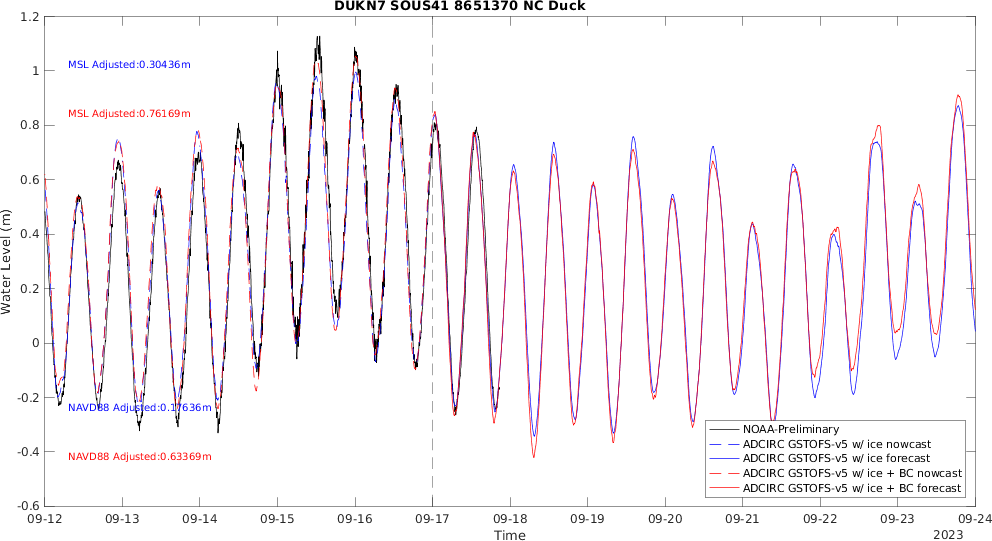 DUKN7 SOUS41 8651370 NC Duck
1.2
1
0.8
0.6
0.4
0.2
0
-0.2
-0.4
-0.6
Water Level (m)
MSL Adjusted:0.30436m
MSL Adjusted:0.76169m
NAVD88 Adjusted:0.17636m
NAVD88 Adjusted:0.63369m
NOAA-Preliminary
ADCIRC GSTOFS-v5 w/ ice nowcast
ADCIRC GSTOFS-v5 w/ ice forecast
ADCIRC GSTOFS-v5 w/ ice + BC nowcast
ADCIRC GSTOFS-v5 w/ ice + BC forecast
09-12 09-13 09-14 09-15 09-16 09-17 09-18 09-19 09-20 09-21 09-22 09-23 09-24
Time
2023